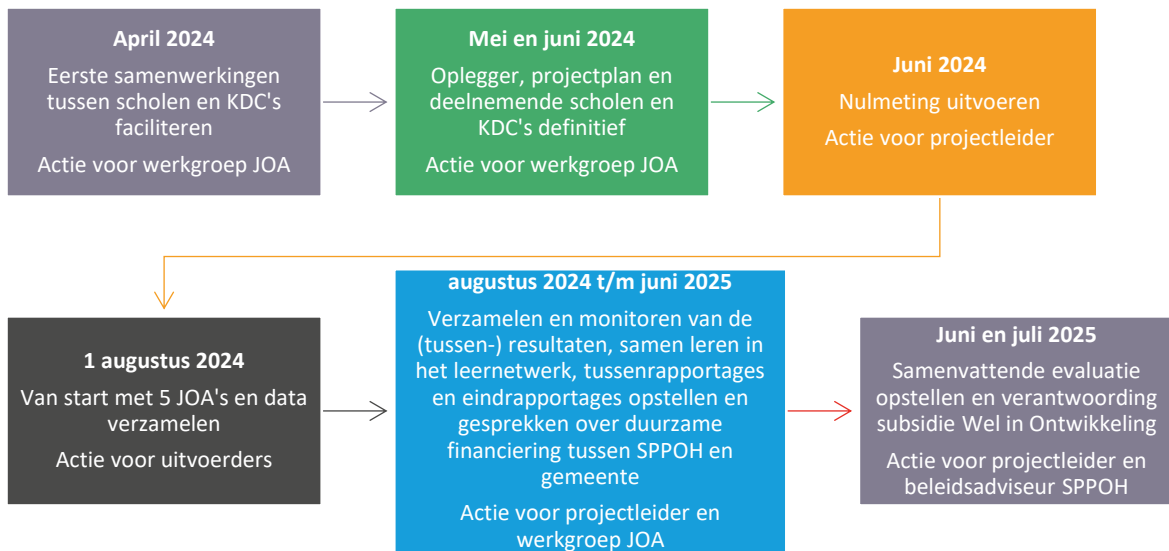 April 2024
Eerste samenwerkingen
tussen scholen en KDC's
faciliteren
Actie voor werkgroep JOA
Mei en juni 2024
Oplegger, projectplan en
deelnemende scholen en
KDC's definitief
Actie voor werkgroep JOA
Juni 2024
Nulmeting uitvoeren
Actie voor projectleider
1 augustus 2024
Van start met 5 JOA's en data
verzamelen
Actie voor uitvoerders
augustus 2024 t/m juni 2025
Verzamelen en monitoren van de
(tussen-) resultaten, samen leren in
het leernetwerk, tussenrapportages
en eindrapportages opstellen en
gesprekken over duurzame
financiering tussen SPPOH en
gemeente
Actie voor projectleider en
werkgroep JOA
Juni en juli 2025
Samenvattende evaluatie
opstellen en verantwoording
subsidie Wel in Ontwikkeling
Actie voor projectleider en
beleidsadviseur SPPOH